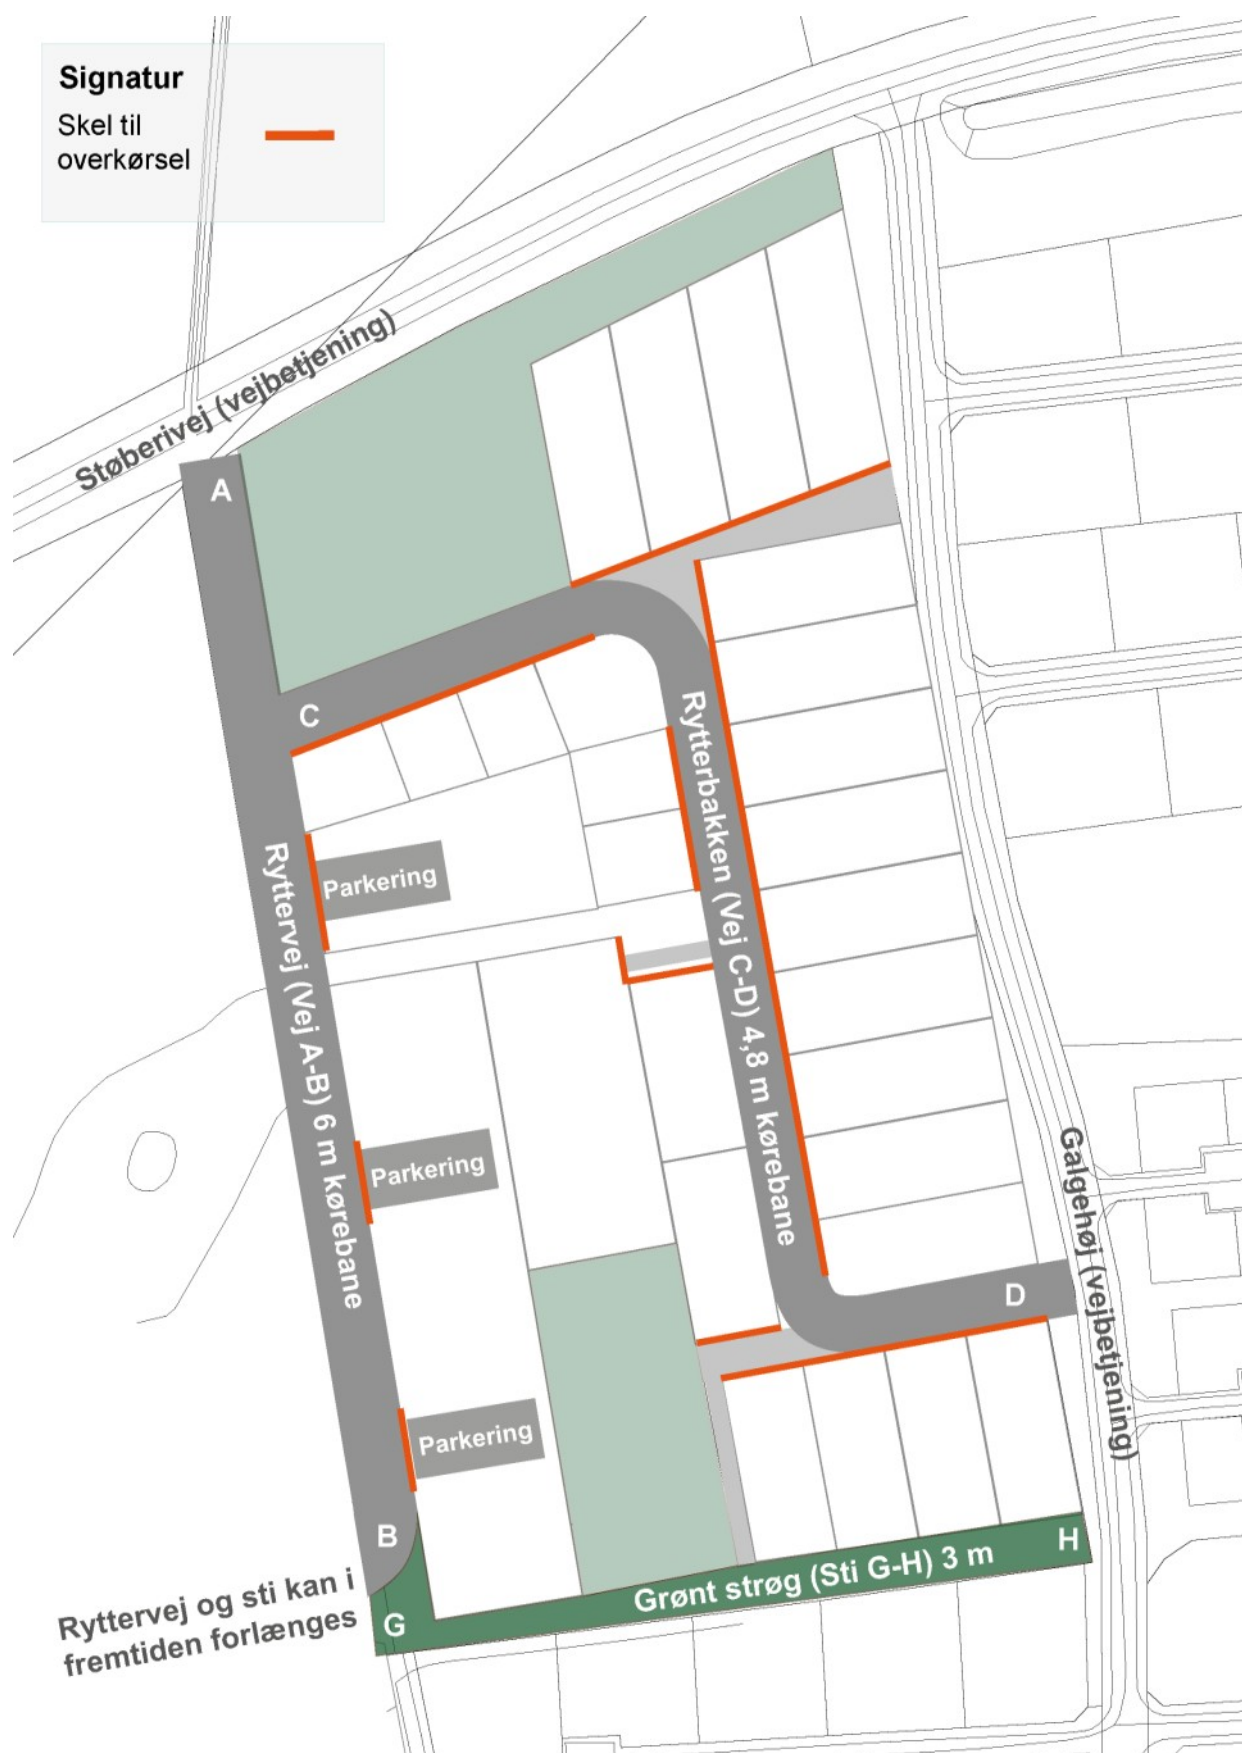 Signatur
Skel til
overkørsel
Støberivej (vejbetjening)
A
C
Rytterbakken (Vej C-D) 4,8 m kørebane
Ryttervej (Vej A-B) 6 m kørebane
Parkering
Parkering
Galgehøj (vejbetjening)
D
Parkering
B
H
Grønt strøg (Sti G-H) 3 m
Ryttervej og sti kan i
fremtiden forlænges
G